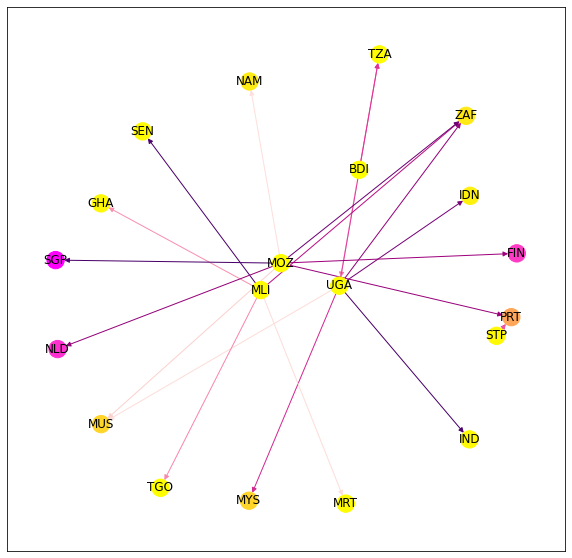 TZA
NAM
ZAF
SEN
BDI
IDN
GHA
FIN
SGP
MOZ
UGA
MLI
PRT
STP
NLD
MUS
IND
TGO
MYS
MRT